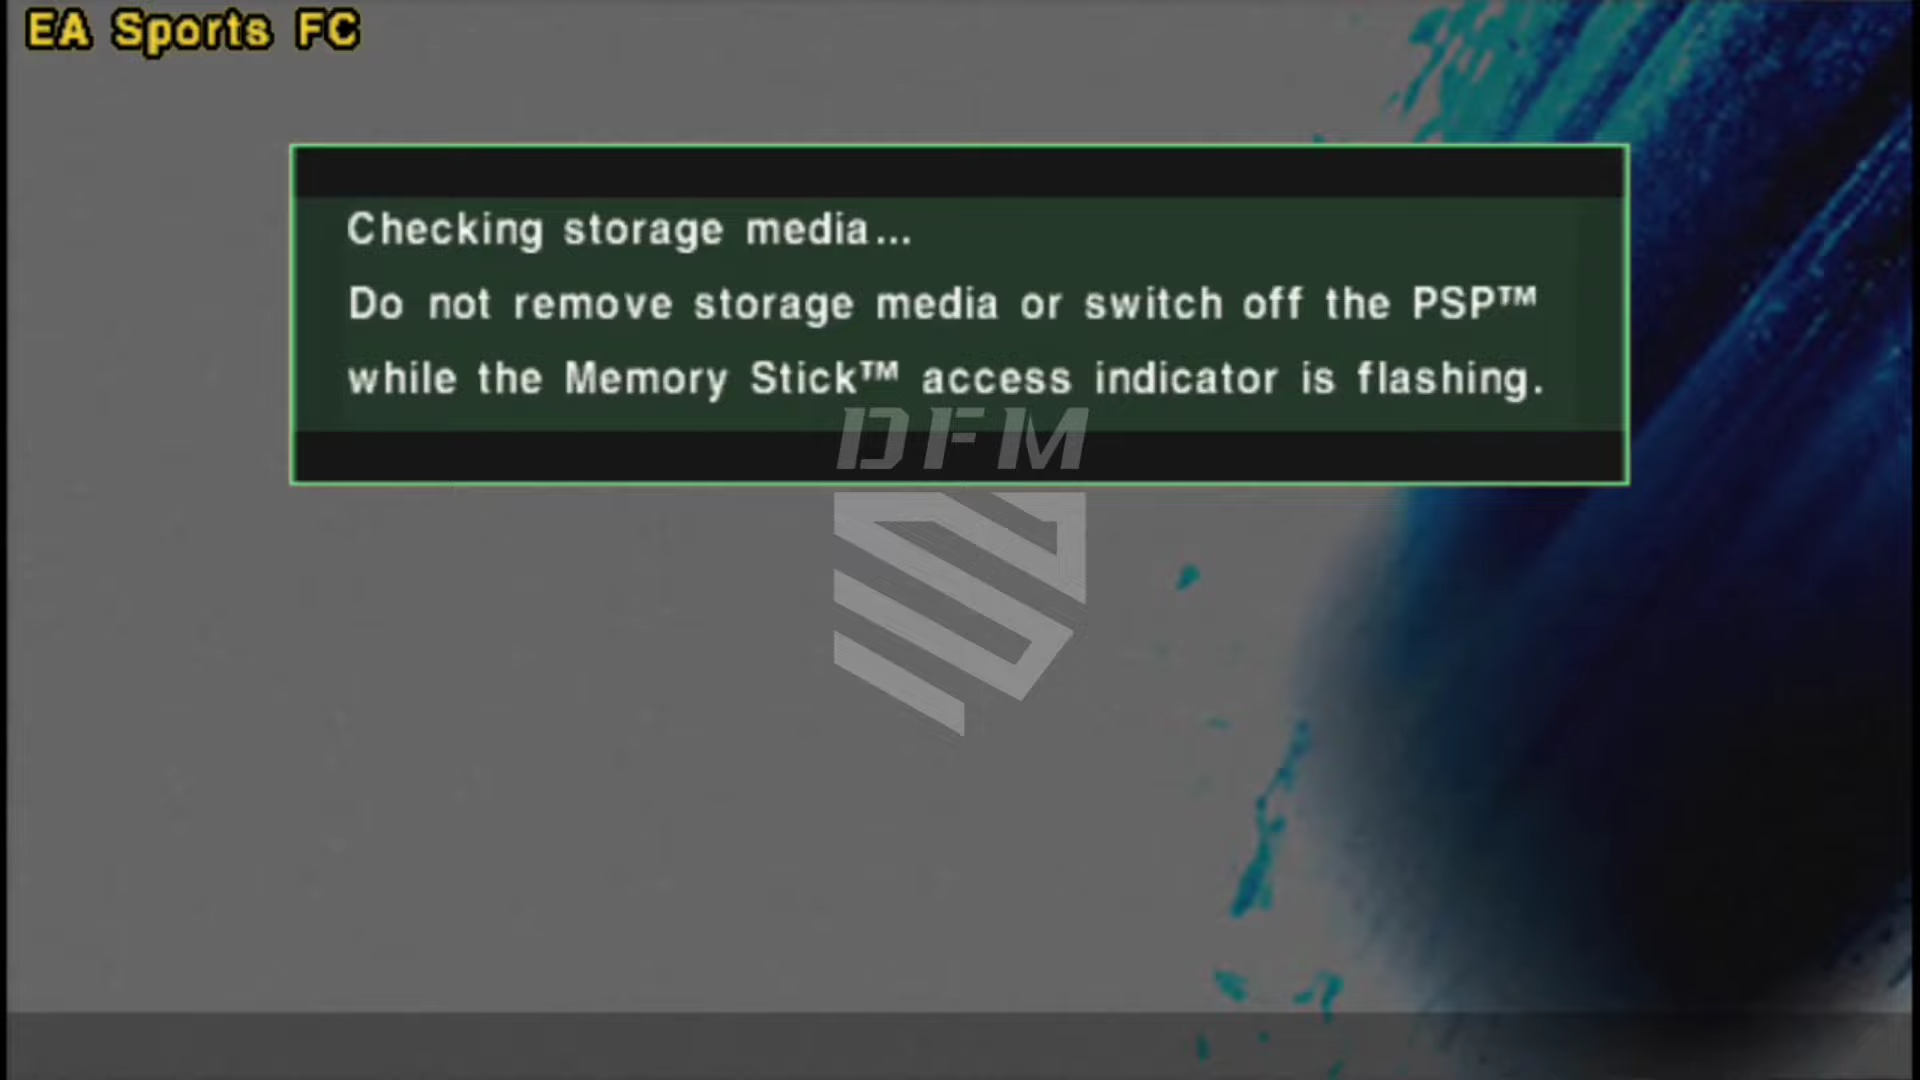 EA Sports FC
Checking storage media...
Do not remove storage media or switch off the PSP™
while the Memory Stick™ access indicator is flashing.
DFM